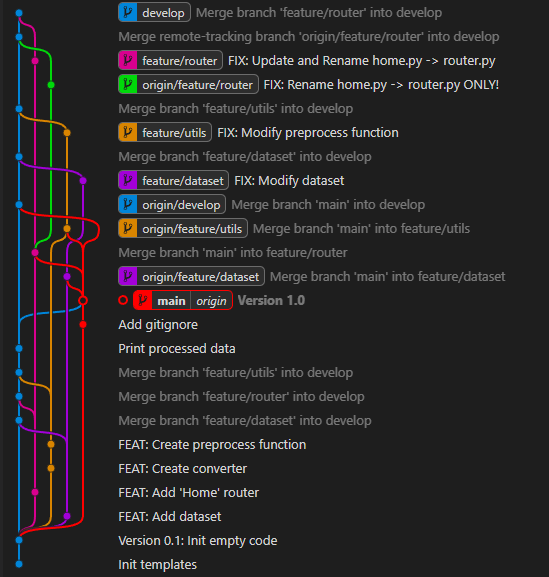 develop Merge branch 'feature/router' into develop
Merge remote-tracking branch 'origin/feature/router' into develop
feature/router FIX: Update and Rename home.py -> router.py
origin/feature/router FIX: Rename home.py -> router.py ONLY!
Merge branch 'feature/utils' into develop
feature/utils FIX: Modify preprocess function
Merge branch 'feature/dataset' into develop
feature/dataset FIX: Modify dataset
origin/develop Merge branch 'main' into develop
origin/feature/utils Merge branch 'main' into feature/utils
Merge branch 'main' into feature/router
origin/feature/dataset Merge branch 'main' into feature/dataset
main origin Version 1.0
Add gitignore
Print processed data
Merge branch 'feature/utils' into develop
Merge branch 'feature/router' into develop
Merge branch 'feature/dataset' into develop
FEAT: Create preprocess function
FEAT: Create converter
FEAT: Add 'Home' router
FEAT: Add dataset
Version 0.1: Init empty code
Init templates